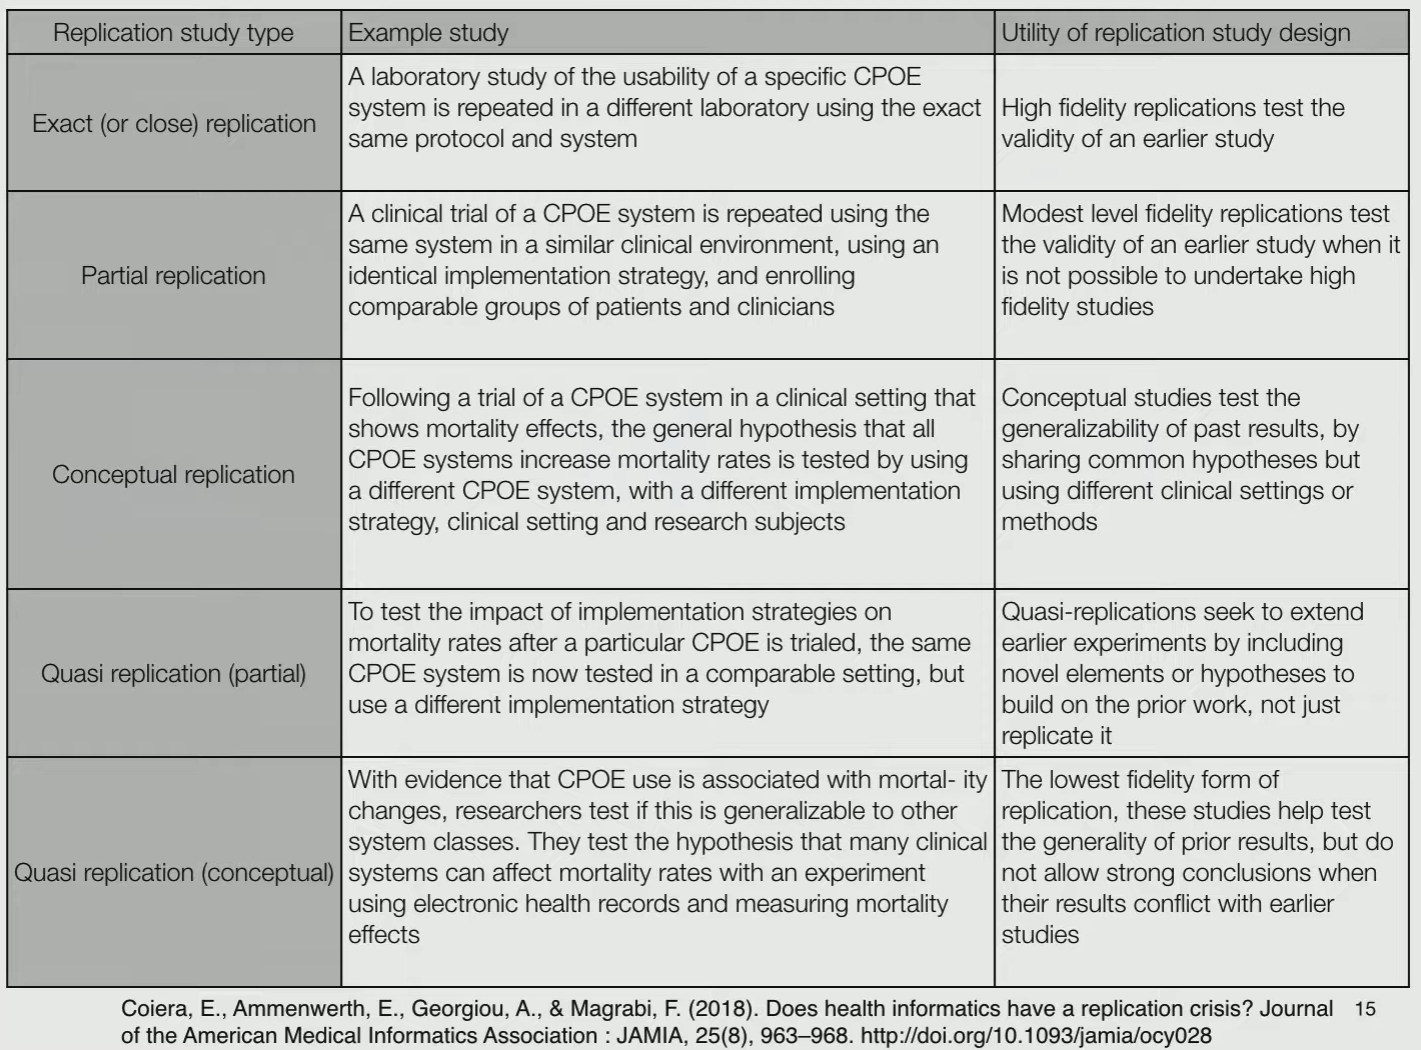 Replication study type
Example study
Utility of replication study design
Exact (or close) replication
A laboratory study of the usability of a specific CPOE
system is repeated in a different laboratory using the exact
same protocol and system
High fidelity replications test the
validity of an earlier study
Partial replication
A clinical trial of a CPOE system is repeated using the
same system in a similar clinical environment, using an
identical implementation strategy, and enrolling
comparable groups of patients and clinicians
Modest level fidelity replications test
the validity of an earlier study when it
is not possible to undertake high
fidelity studies
Conceptual replication
Following a trial of a CPOE system in a clinical setting that
shows mortality effects, the general hypothesis that all
CPOE systems increase mortality rates is tested by using
a different CPOE system, with a different implementation
strategy, clinical setting and research subjects
Conceptual studies test the
generalizability of past results, by
sharing common hypotheses but
using different clinical settings or
methods
Quasi replication (partial)
To test the impact of implementation strategies on
mortality rates after a particular CPOE is trialed, the same
CPOE system is now tested in a comparable setting, but
use a different implementation strategy
Quasi-replications seek to extend
earlier experiments by including
novel elements or hypotheses to
build on the prior work, not just
replicate it
Quasi replication (conceptual)
With evidence that CPOE use is associated with mortal- ity
changes, researchers test if this is generalizable to other
system classes. They test the hypothesis that many clinical
systems can affect mortality rates with an experiment
using electronic health records and measuring mortality
effects
The lowest fidelity form of
replication, these studies help test
the generality of prior results, but do
not allow strong conclusions when
their results conflict with earlier
studies
Coiera, E., Ammenwerth, E., Georgiou, A., & Magrabi, F. (2018). Does health informatics have a replication crisis? Journal
of the American Medical Informatics Association : JAMIA, 25(8), 963–968. http://doi.org/10.1093/jamia/ocy028
15